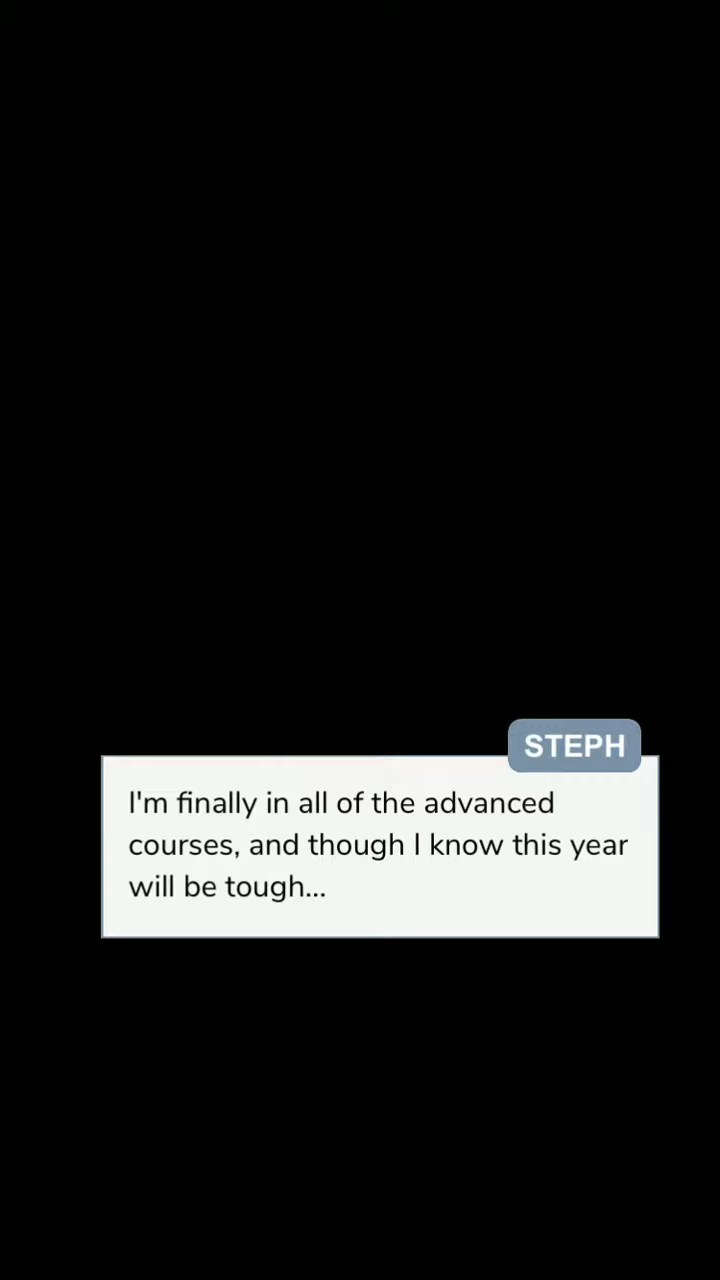 STEPH
I'm finally in all of the advanced
courses, and though I know this year
will be tough...